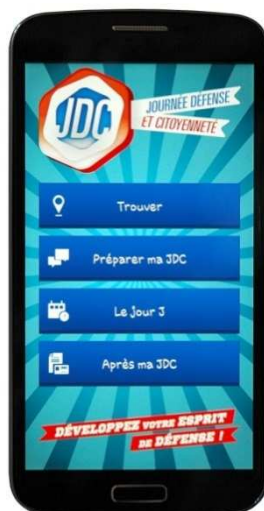 JDC
JOURNÉE DÉFENSE
ET CITOYENNETÉ
Trouver
Préparer ma JDC
Le jour J
Après ma JDC
DÉVELOPPEZ VOTRE ESPRIT
DE DÉFENSE !